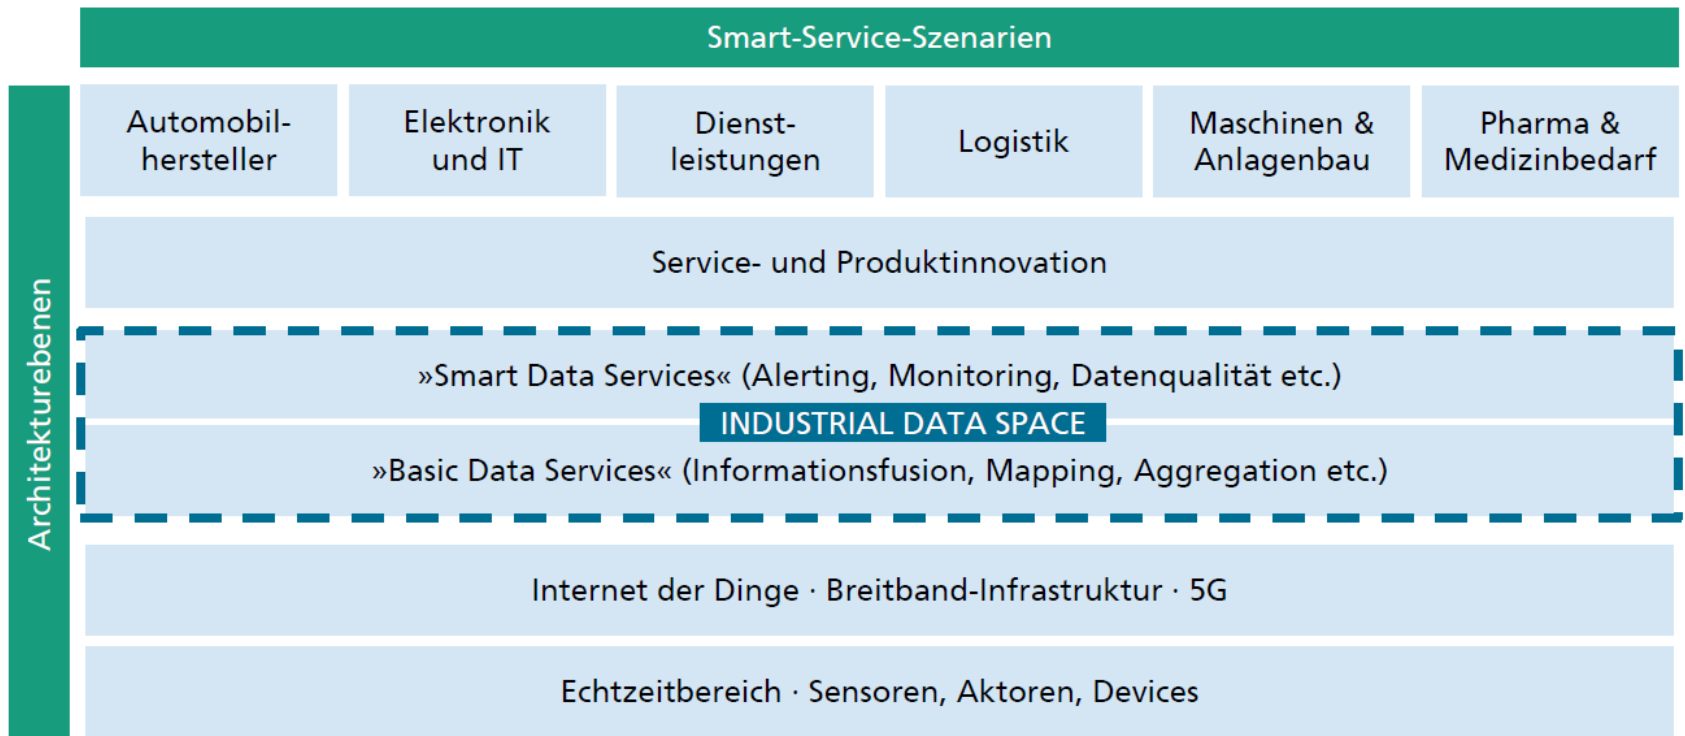 Smart-Service-Szenarien
Architekturebenen
Automobil-
hersteller
Elektronik
und IT
Dienst-
leistungen
Logistik
Maschinen &
Anlagenbau
Pharma &
Medizinbedarf
Service- und Produktinnovation
»Smart Data Services« (Alerting, Monitoring, Datenqualität etc.)
INDUSTRIAL DATA SPACE
»Basic Data Services« (Informationsfusion, Mapping, Aggregation etc.)
Internet der Dinge · Breitband-Infrastruktur · 5G
Echtzeitbereich · Sensoren, Aktoren, Devices